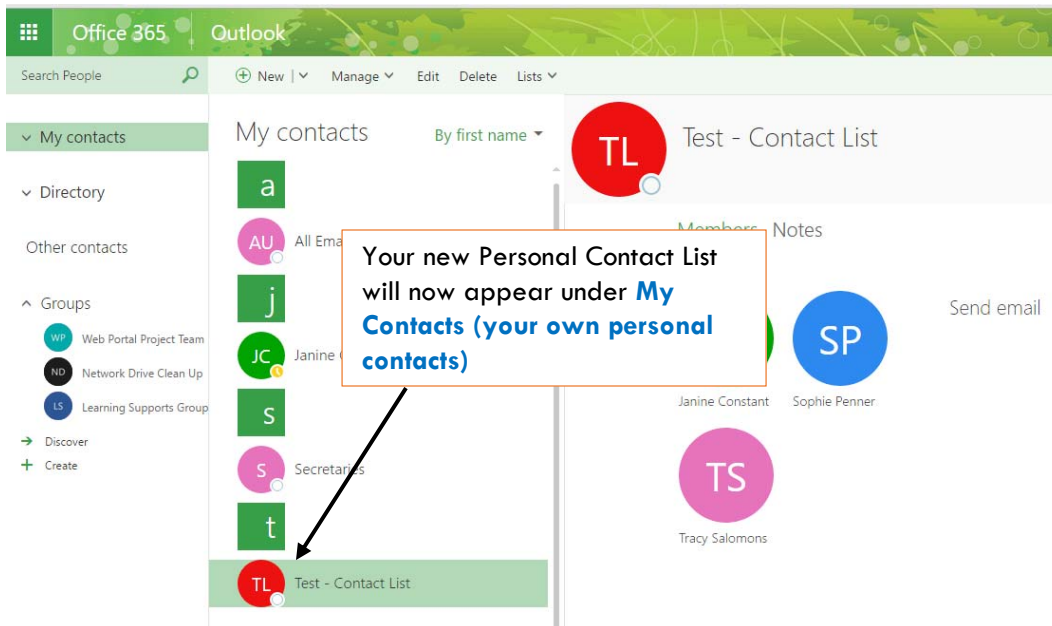 Office 365 Outlook
Search People New Manage Edit Delete Lists
My contacts
Directory
Other contacts
Groups
WP Web Portal Project Team
ND Network Drive Clean Up
LS Learning Supports Group
Discover
Create
My contacts By first name
a
AU All
j
JC Janine
s
S Secretaries
t
TL Test - Contact List
TL Test - Contact List
Members Notes
Your new Personal Contact List
will now appear under My
Contacts (your own personal
contacts)
SP
Send email
Janine Constant Sophie Penner
TS
Tracy Salomons